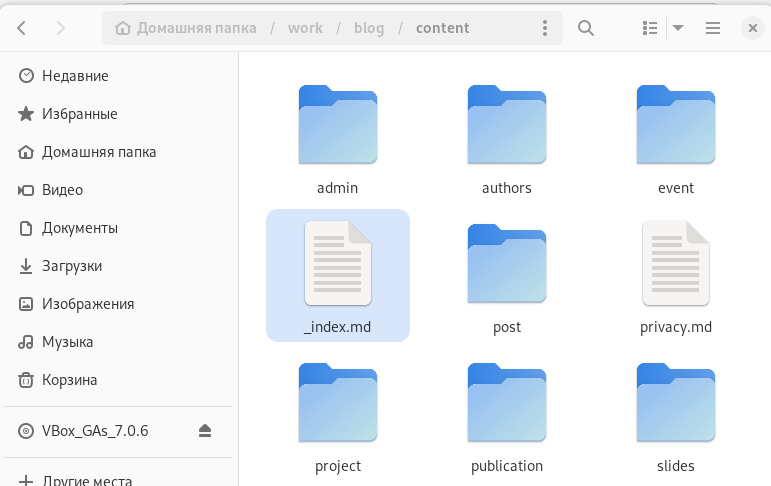 Домашняя папка / work / blog / content
Недавние
Избранные
Домашняя папка
Видео
Документы
Загрузки
Изображения
Музыка
Корзина
VBox_GAs_7.0.6
Другие места
admin authors event
_index.md post privacy.md
project publication slides